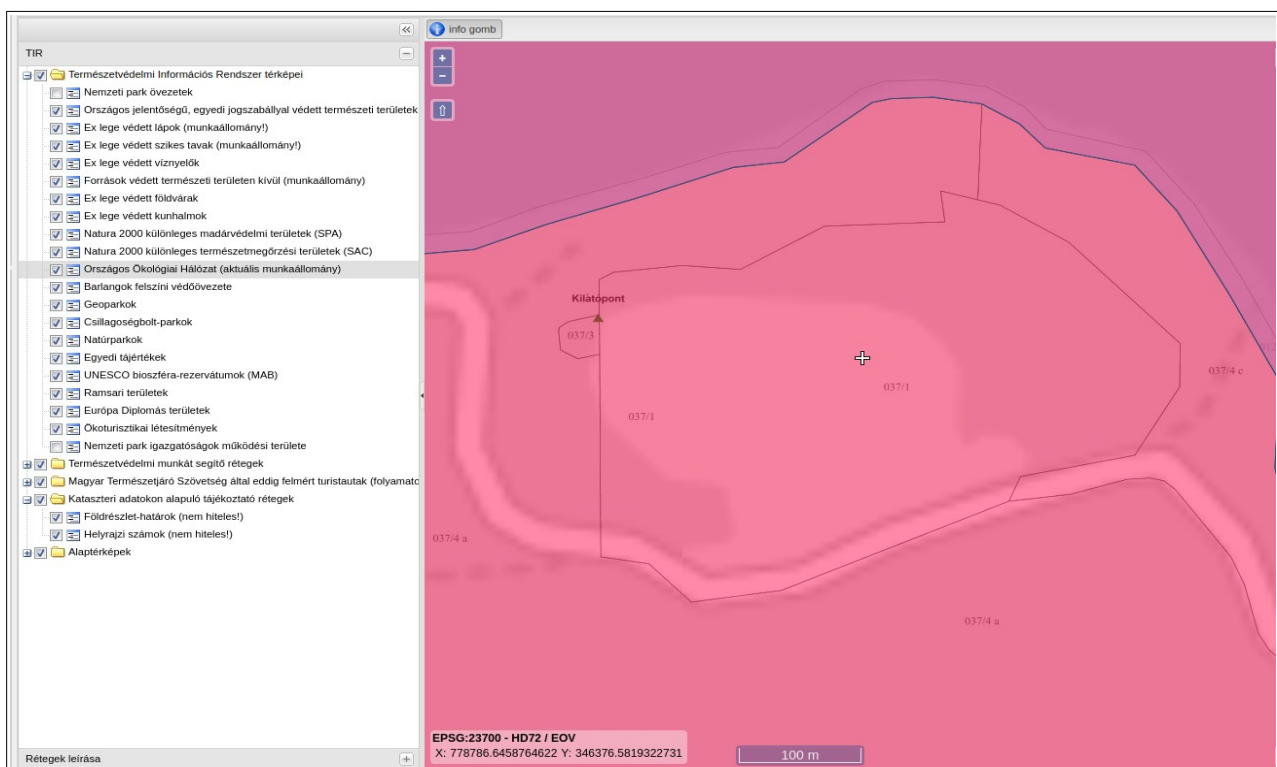 TIR
Természetvédelmi Információs Rendszer térképei
Nemzeti park övezetek
Országos jelentőségű, egyedi jogszabállyal védett természeti területek
Ex lege védett lápok (munkaállomány!)
Ex lege védett szikes tavak (munkaállomány!)
Ex lege védett víznyelők
Források védett természeti területen kívül (munkaállomány)
Ex lege védett földvárak
Ex lege védett kunhalmok
Natura 2000 különleges madárvédelmi területek (SPA)
Natura 2000 különleges természetmegőrzési területek (SAC)
Országos Ökológiai Hálózat (aktuális munkaállomány)
Barlangok felszíni védőövezete
Geoparkok
Csillagoségbolt-parkok
Natúrparkok
Egyedi tájértékek
UNESCO bioszféra-rezervátumok (MAB)
Ramsari területek
Európa Diplomás területek
Ökoturisztikai létesítmények
Nemzeti park igazgatóságok működési területe
Természetvédelmi munkát segítő rétegek
Magyar Természetjáró Szövetség által eddig felmért turistautak (folyamato
Kataszteri adatokon alapuló tájékoztató rétegek
Földrészlet-határok (nem hiteles!)
Helyrajzi számok (nem hiteles!)
Alaptérképek
Rétegek leírása
info gomb
Kilátópont
037/3
037/1
037/1
037/4 c
037/4 a
037/4 a
EPSG:23700 - HD72 / EOV
X: 778786.6458764622 Y: 346376.5819322731
100 m